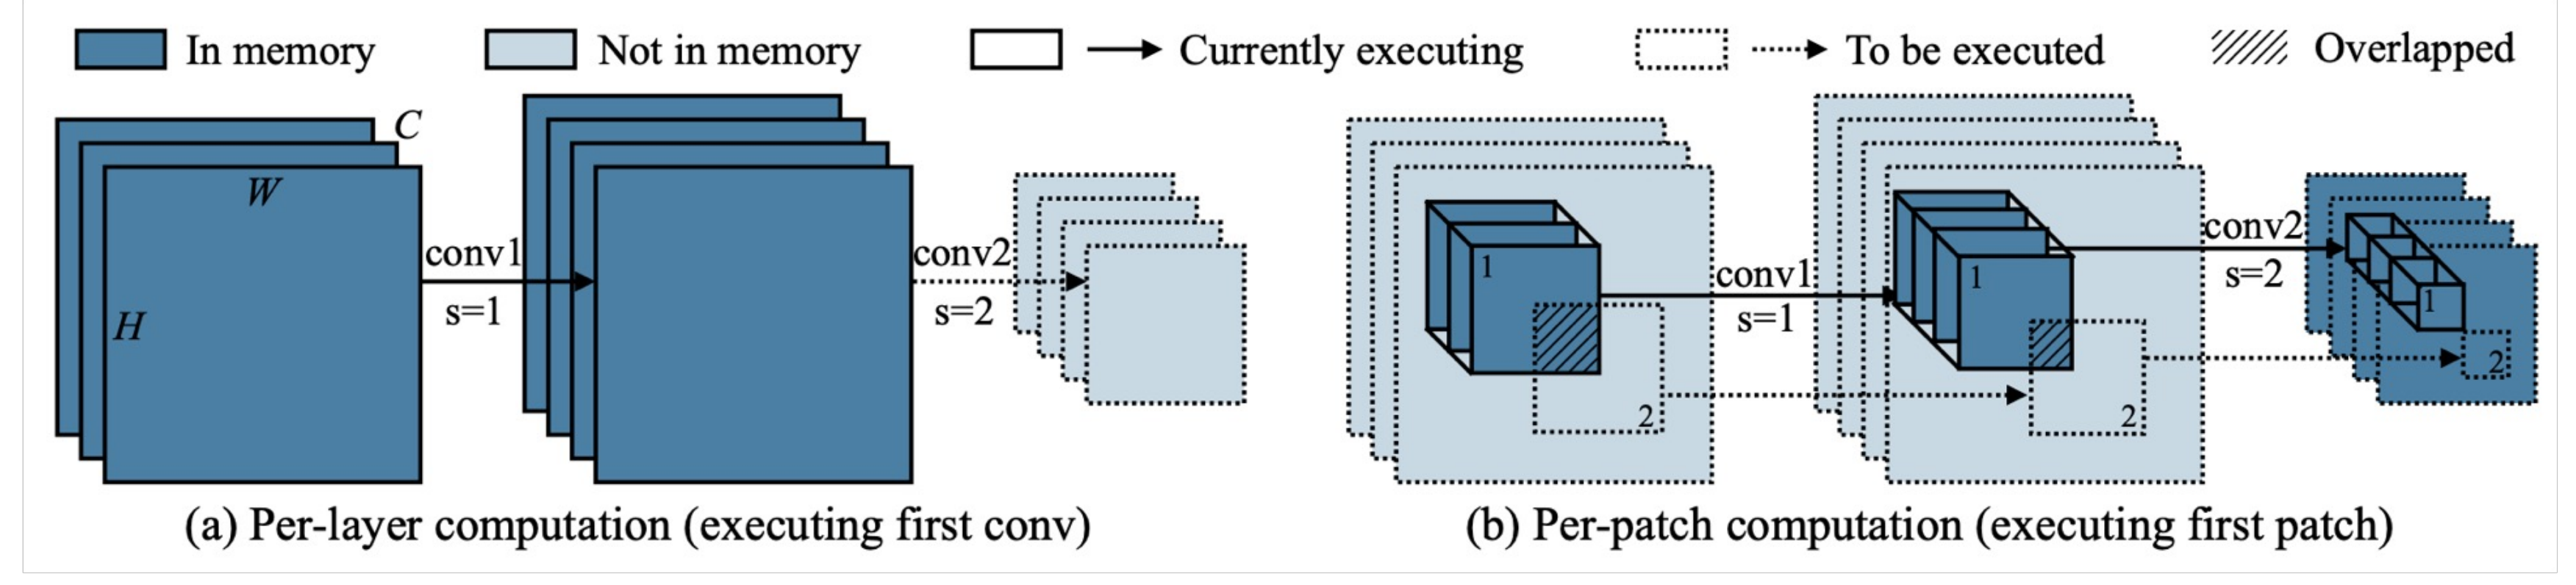 In memory
Not in memory
Currently executing
To be executed
Overlapped
C
W
H
conv1
s=1
conv2
s=2
(a) Per-layer computation (executing first conv)
1
2
conv1
s=1
1
2
conv2
s=2
1
2
(b) Per-patch computation (executing first patch)